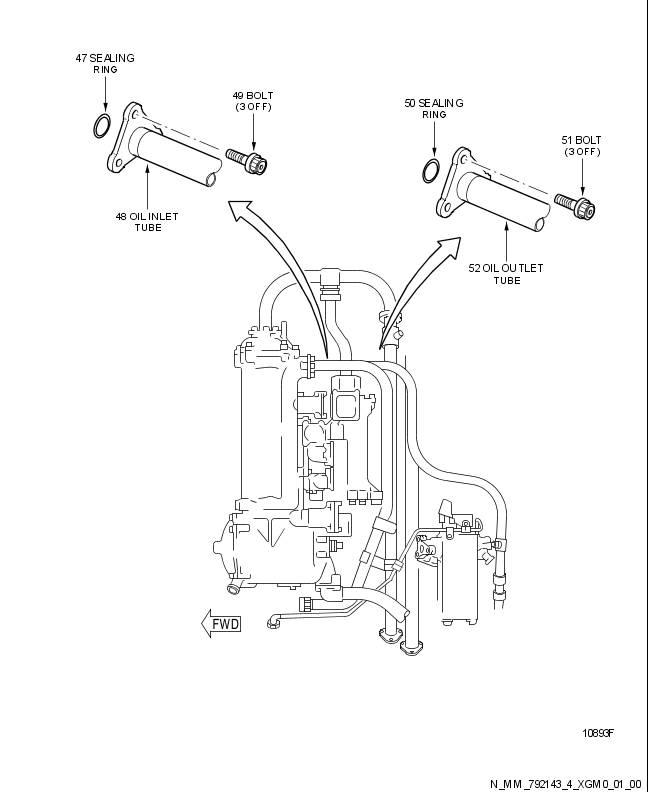 47 SEALING
RING
49 BOLT
(3 OFF)
50 SEALING
RING
51 BOLT
(3 OFF)
48 OIL INLET
TUBE
52 OIL OUTLET
TUBE
FWD
10893F
N_MM_792143_4_XGM0_01_00